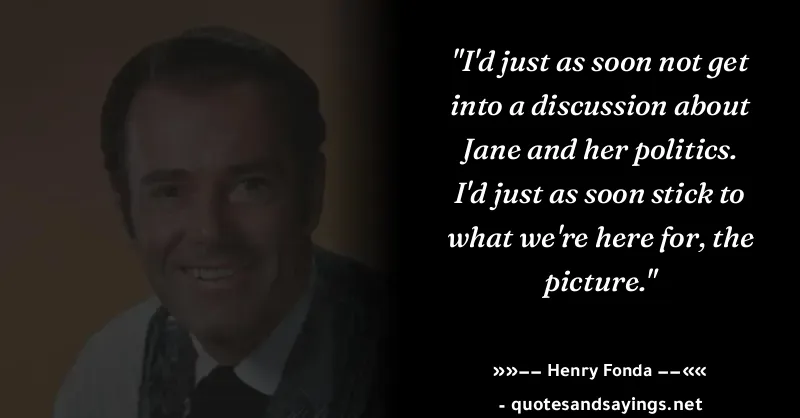 "I'd just as soon not get
into a discussion about
Jane and her politics.
I'd just as soon stick to
what we're here for, the
picture."
»»−− Henry Fonda −−««
- quotesandsayings.net